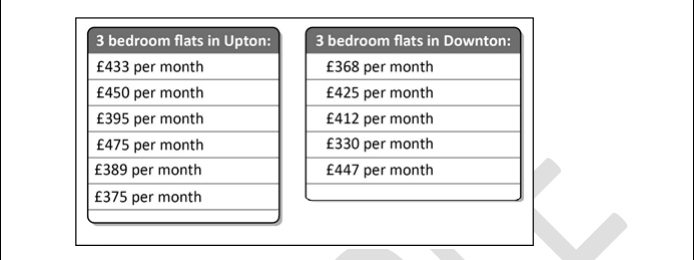 3 bedroom flats in Upton:
£433 per month
£450 per month
£395 per month
£475 per month
£389 per month
£375 per month
3 bedroom flats in Downton:
£368 per month
£425 per month
£412 per month
£330 per month
£447 per month